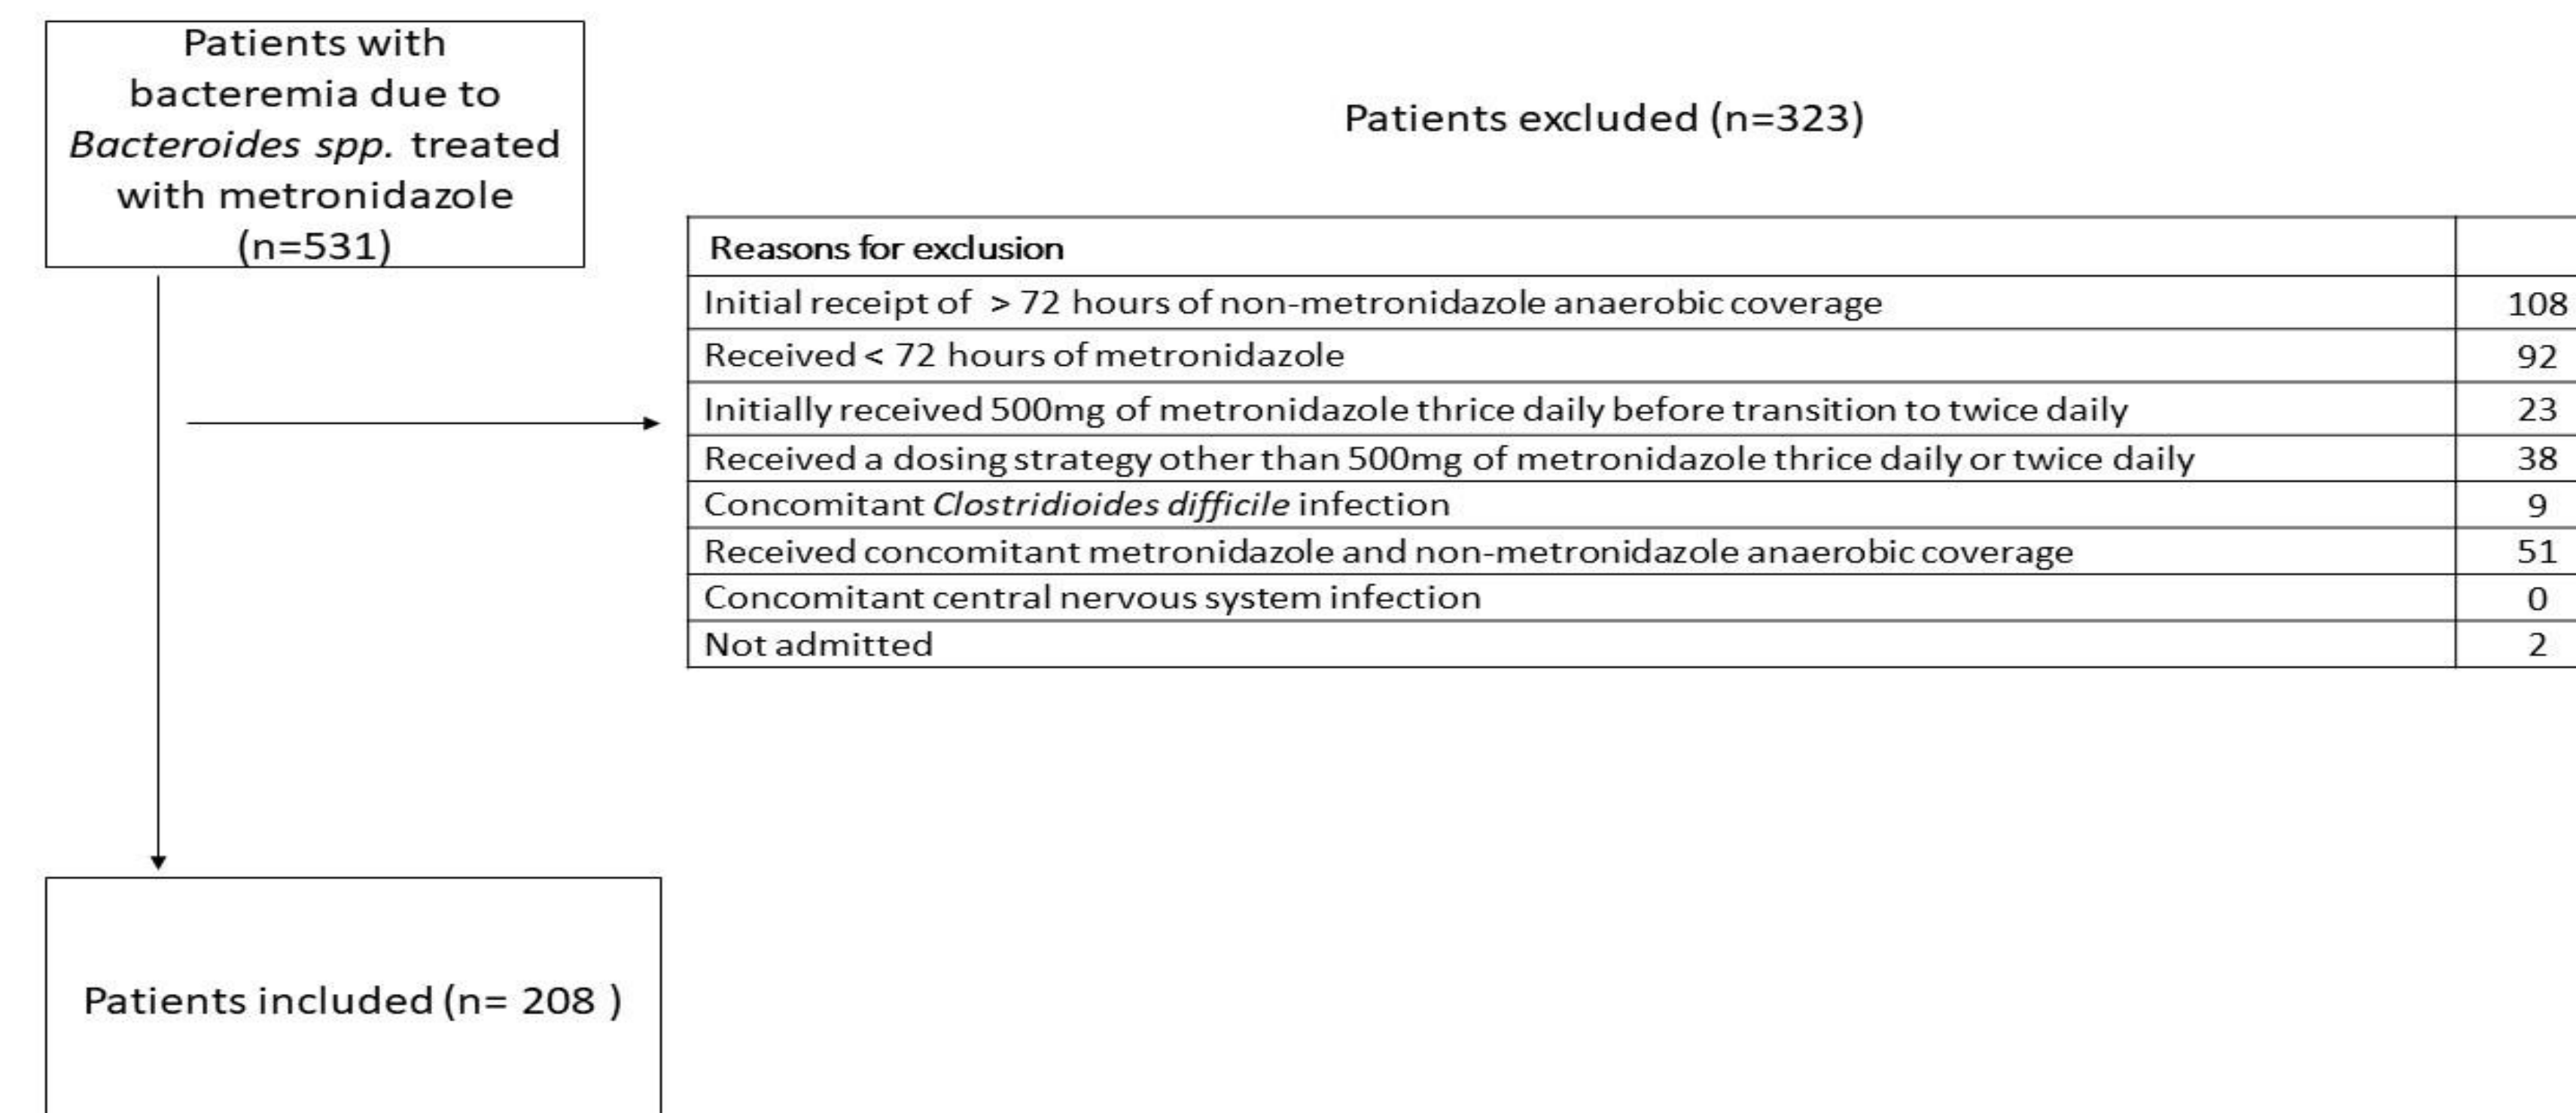 Patients with
bacteremia due to
Bacteroides spp. treated
with metronidazole
(n=531)
Patients excluded (n=323)
Reasons for exclusion
Initial receipt of > 72 hours of non-metronidazole anaerobic coverage 108
Received < 72 hours of metronidazole 92
Initially received 500mg of metronidazole thrice daily before transition to twice daily 23
Received a dosing strategy other than 500mg of metronidazole thrice daily or twice daily 38
Concomitant Clostridioides difficile infection 9
Received concomitant metronidazole and non-metronidazole anaerobic coverage 51
Concomitant central nervous system infection 0
Not admitted 2
Patients included (n= 208 )